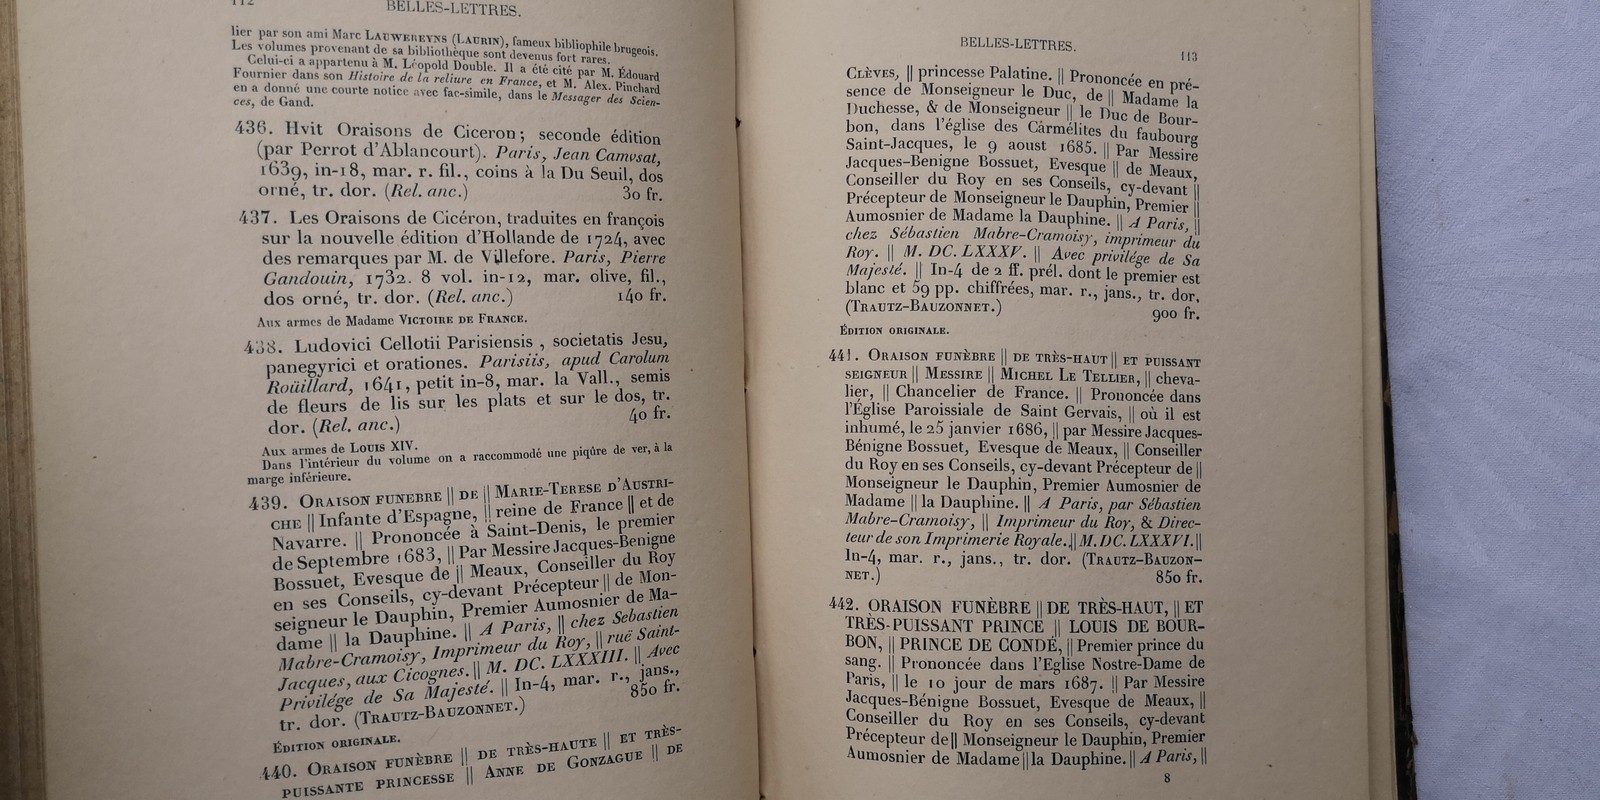 112 BELLES-LETTRES.
lier par son ami Marc LAUWEREYNS (LAURIN), fameux bibliophile brugeois.
Les volumes provenant de sa bibliothèque sont devenus fort rares.
Celui-ci a appartenu à M. Léopold Double. Il a été cité par M. Édouard
Fournier dans son Histoire de la reliure en France, et M. Alex. Pinchard
en a donné une courte notice avec fac-simile, dans le Messager des Scien-
ces, de Gand.
436. Hvit Oraisons de Ciceron; seconde édition
(par Perrot d'Ablancourt). Paris, Jean Camvsat,
1639, in-18, mar. r. fil., coins à la Du Seuil, dos
orné, tr. dor. (Rel. anc.) 30 fr.
437. Les Oraisons de Cicéron, traduites en françois
sur la nouvelle édition d'Hollande de 1724, avec
des remarques par M. de Villefore. Paris, Pierre
Gandouin, 1732. 8 vol. in-12, mar. olive, fil.,
dos orné, tr. dor. (Rel. anc.) 140 fr.
Aux armes de Madame VICTOIRE DE FRANCE.
438. Ludovici Cellotii Parisiensis , societatis Jesu,
panegyrici et orationes. Parisiis, apud Carolum
Roüillard, 1641, petit in-8, mar. la Vall., semis
de fleurs de lis sur les plats et sur le dos, tr.
dor. (Rel. anc.) 40 fr.
Aux armes de LOUIS XIV.
Dans l'intérieur du volume on a raccommodé une piqûre de ver, à la
marge inférieure.
439. ORAISON FUNEBRE || DE || MARIE-TERESE D'AUSTRI-
CHE || Infante d'Espagne, || reine de France || et de
Navarre. || Prononcée à Saint-Denis, le premier
de Septembre 1683, || Par Messire Jacques-Benigne
Bossuet, Evesque de || Meaux, Conseiller du Roy
en ses Conseils, cy-devant Précepteur || de Mon-
seigneur le Dauphin, Premier Aumosnier de Ma-
dame || la Dauphine. || A Paris, || chez Sebastien
Mabre-Cramoisy, Imprimeur du Roy, || ruë Saint-
Jacques, aux Cicognes. || M. DC. LXXXIII. || Avec
Privilége de Sa Majesté. || In-4, mar. r., jans.,
tr. dor. (TRAUTZ-BAUZONNET.) 850 fr.
ÉDITION ORIGINALE.
440. ORAISON FUNÈBRE || DE TRÈS-HAUTE || ET TRÈS-
PUISSANTE PRINCESSE || ANNE DE GONZAGUE || DE
BELLES-LETTRES. 113
CLÈVES, || princesse Palatine. || Prononcée en pré-
sence de Monseigneur le Duc, de || Madame la
Duchesse, & de Monseigneur || le Duc de Bour-
bon, dans l'église des Cârmélites du faubourg
Saint-Jacques, le 9 aoust 1685. || Par Messire
Jacques-Benigne Bossuet, Evesque || de Meaux,
Conseiller du Roy en ses Conseils, cy-devant ||
Précepteur de Monseigneur le Dauphin, Premier ||
Aumosnier de Madame la Dauphine. || A Paris, ||
chez Sébastien Mabre-Cramoisy, imprimeur du
Roy. || M. DC. LXXXV. || Avec privilége de Sa
Majesté. || In-4 de 2 ff. prél. dont le premier est
blanc et 59 pp. chiffrées, mar. r., jans., tr. dor,
(TRAUTZ-BAUZONNET.) 900 fr.
ÉDITION ORIGINALE.
441. ORAISON FUNÈBRE || DE TRÈS-HAUT || ET PUISSANT
SEIGNEUR || MESSIRE || MICHEL LE TELLIER, || cheva-
lier, || Chancelier de France. || Prononcée dans
l'Église Paroissiale de Saint Gervais, || où il est
inhumé, le 25 janvier 1686, || par Messire Jacques-
Bénigne Bossuet, Evesque de Meaux, || Conseiller
du Roy en ses Conseils, cy-devant Précepteur de ||
Monseigneur le Dauphin, Premier Aumosnier de
Madame || la Dauphine. || A Paris, par Sébastien
Mabre-Cramoisy, || Imprimeur du Roy, & Direc-
teur de son Imprimerie Royale. || M. DC. LXXXVI. ||
In-4, mar. r., jans., tr. dor. (TRAUTZ-BAUZON-
NET.) 850 fr.
442. ORAISON FUNÈBRE || DE TRÈS-HAUT, || ET
TRÈS-PUISSANT PRINCE || LOUIS DE BOUR-
BON, || PRINCE DE CONDÉ, || Premier prince du
sang. || Prononcée dans l'Eglise Nostre-Dame de
Paris, || le 10 jour de mars 1687. || Par Messire
Jacques-Bénigne Bossuet, Evesque de Meaux, ||
Conseiller du Roy en ses Conseils, cy-devant
Précepteur de || Monseigneur le Dauphin, Premier
Aumosnier de Madame || la Dauphine. || A Paris, ||
8